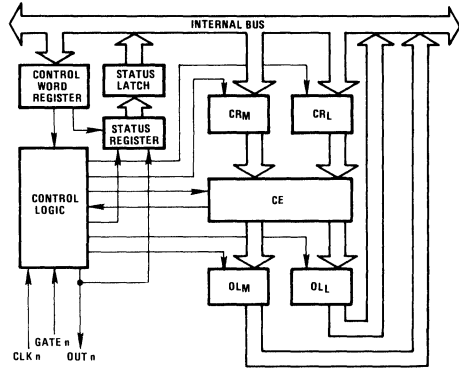 INTERNAL BUS
CONTROL
WORD
REGISTER
STATUS
LATCH
STATUS
REGISTER
CRM
CRL
CONTROL
LOGIC
CE
OLM
OLL
CLK n
GATE n
OUT n